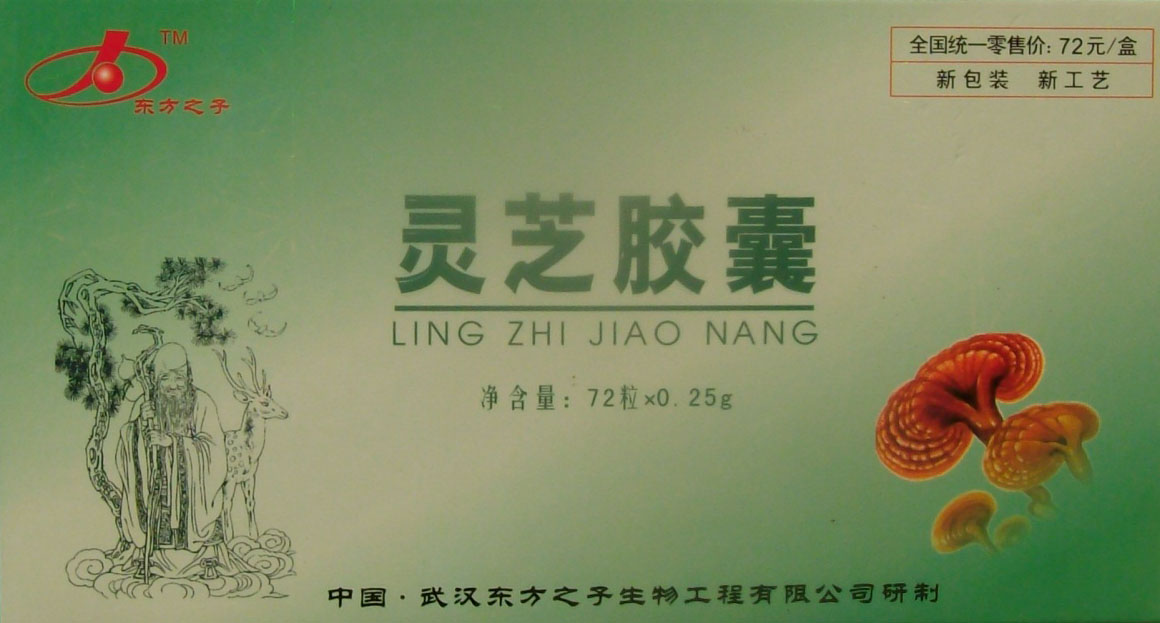 TM
东方之子
全国统一零售价：72元/盒
新包装 新工艺
灵芝胶囊
LING ZHI JIAO NANG
净含量：72粒×0.25g
中国·武汉东方之子生物工程有限公司研制